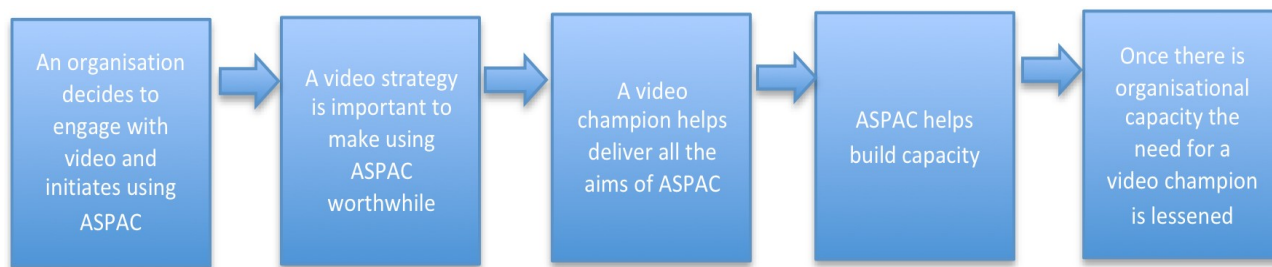 An organisation
decides to
engage with
video and
initiates using
ASPAC
A video strategy
is important to
make using
ASPAC
worthwhile
A video
champion helps
deliver all the
aims of ASPAC
ASPAC helps
build capacity
Once there is
organisational
capacity the
need for a
video champion
is lessened